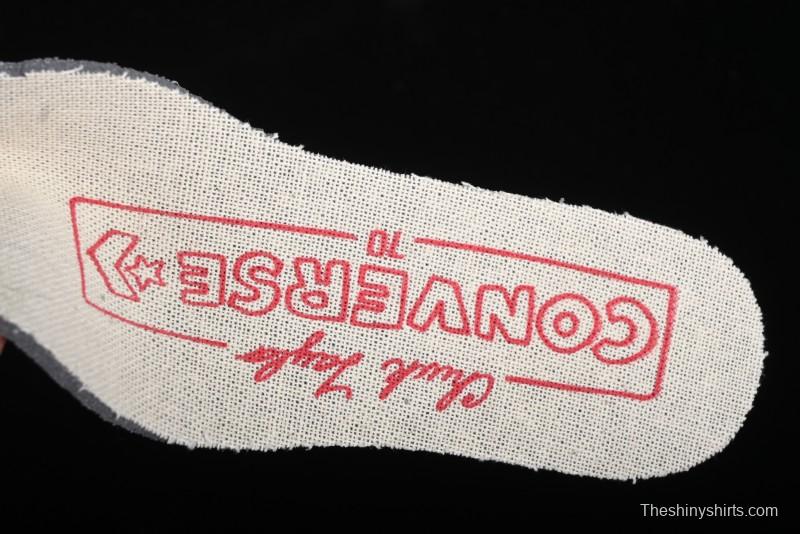 Chuck Taylor
CONVERSE
70
Theshinyshirts.com